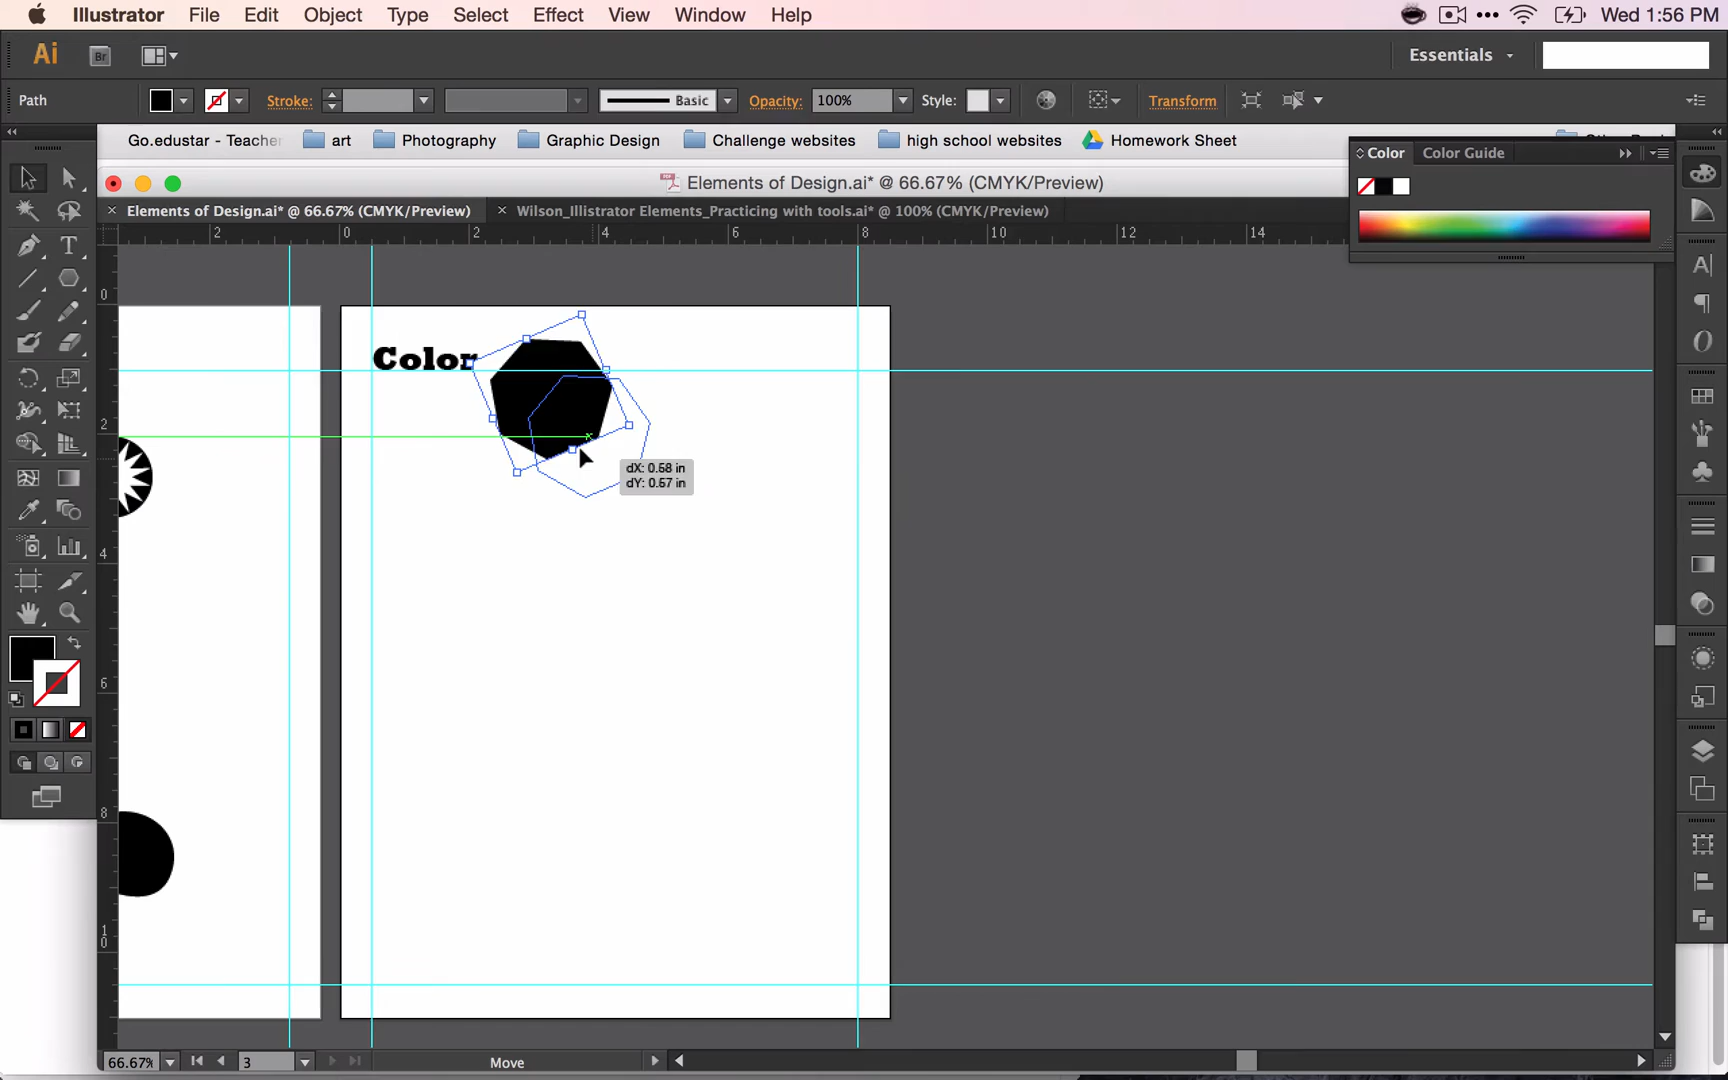 Illustrator File Edit Object Type Select Effect View Window Help Wed 1:56 PM
Ai Br Essentials
Path Stroke: Basic Opacity: 100% Style: Transform
Go.edustar - Teache art Photography Graphic Design Challenge websites high school websites Homework Sheet
Color Color Guide
Elements of Design.ai* @ 66.67% (CMYK/Preview)
Elements of Design.ai* @ 66.67% (CMYK/Preview) Wilson_Illistrator Elements_Practicing with tools.ai* @ 100% (CMYK/Preview)
2 0 2 4 6 8 10 12 14
0
Color
2
dX: 0.58 in
dY: 0.57 in
4
6
8
10
66.67% 3 Move